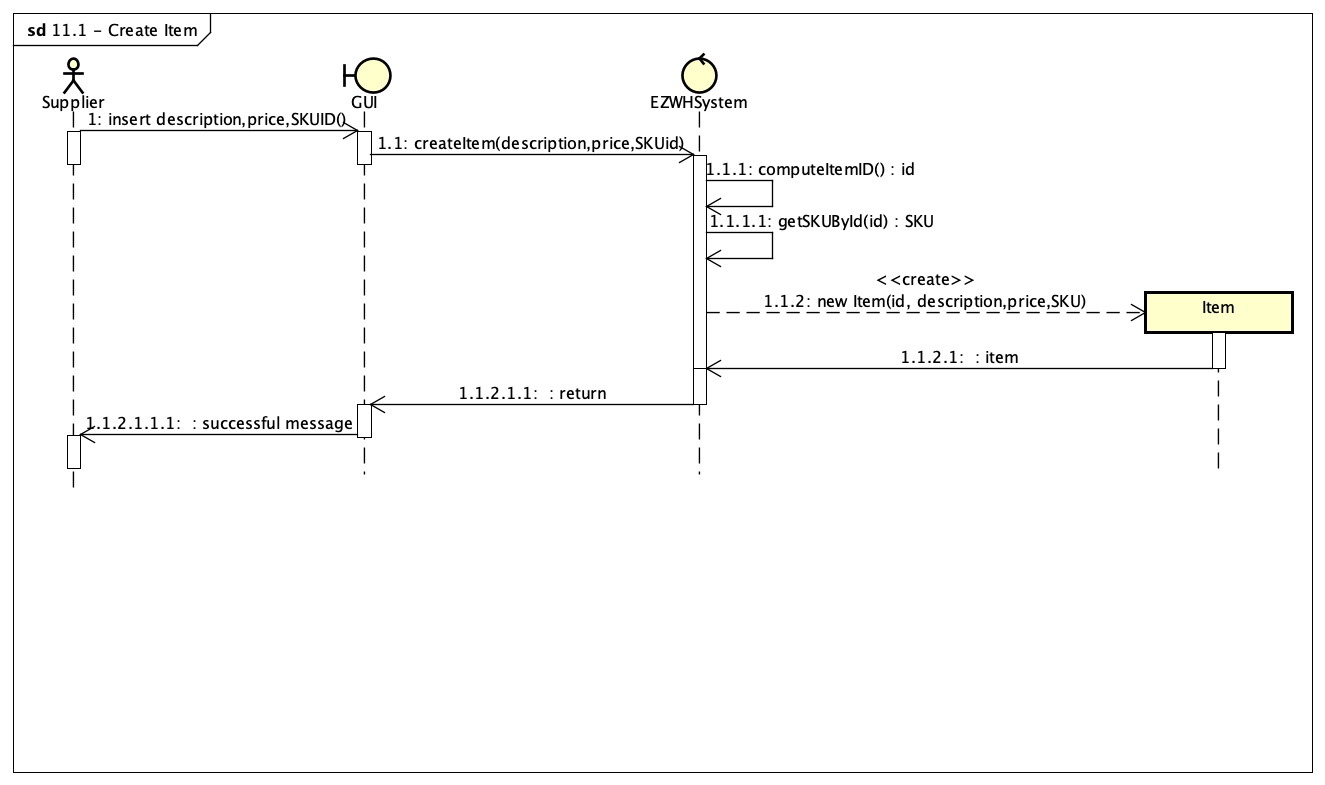 sd 11.1 - Create Item
Supplier
GUI
EZWHSystem
1: insert description,price,SKUID()
1.1: createItem(description,price,SKUid)
1.1.1: computeItemID() : id
1.1.1.1: getSKUById(id) : SKU
<<create>>
1.1.2: new Item(id, description,price,SKU)
Item
1.1.2.1:  : item
1.1.2.1.1:  : return
1.1.2.1.1.1:  : successful message